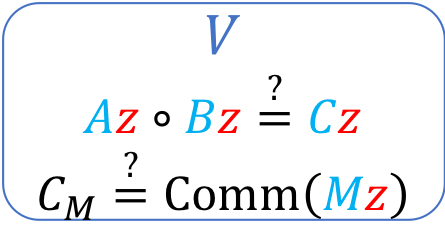 V
Az ∘ Bz ≟ Cz
C_M ≟ Comm(Mz)